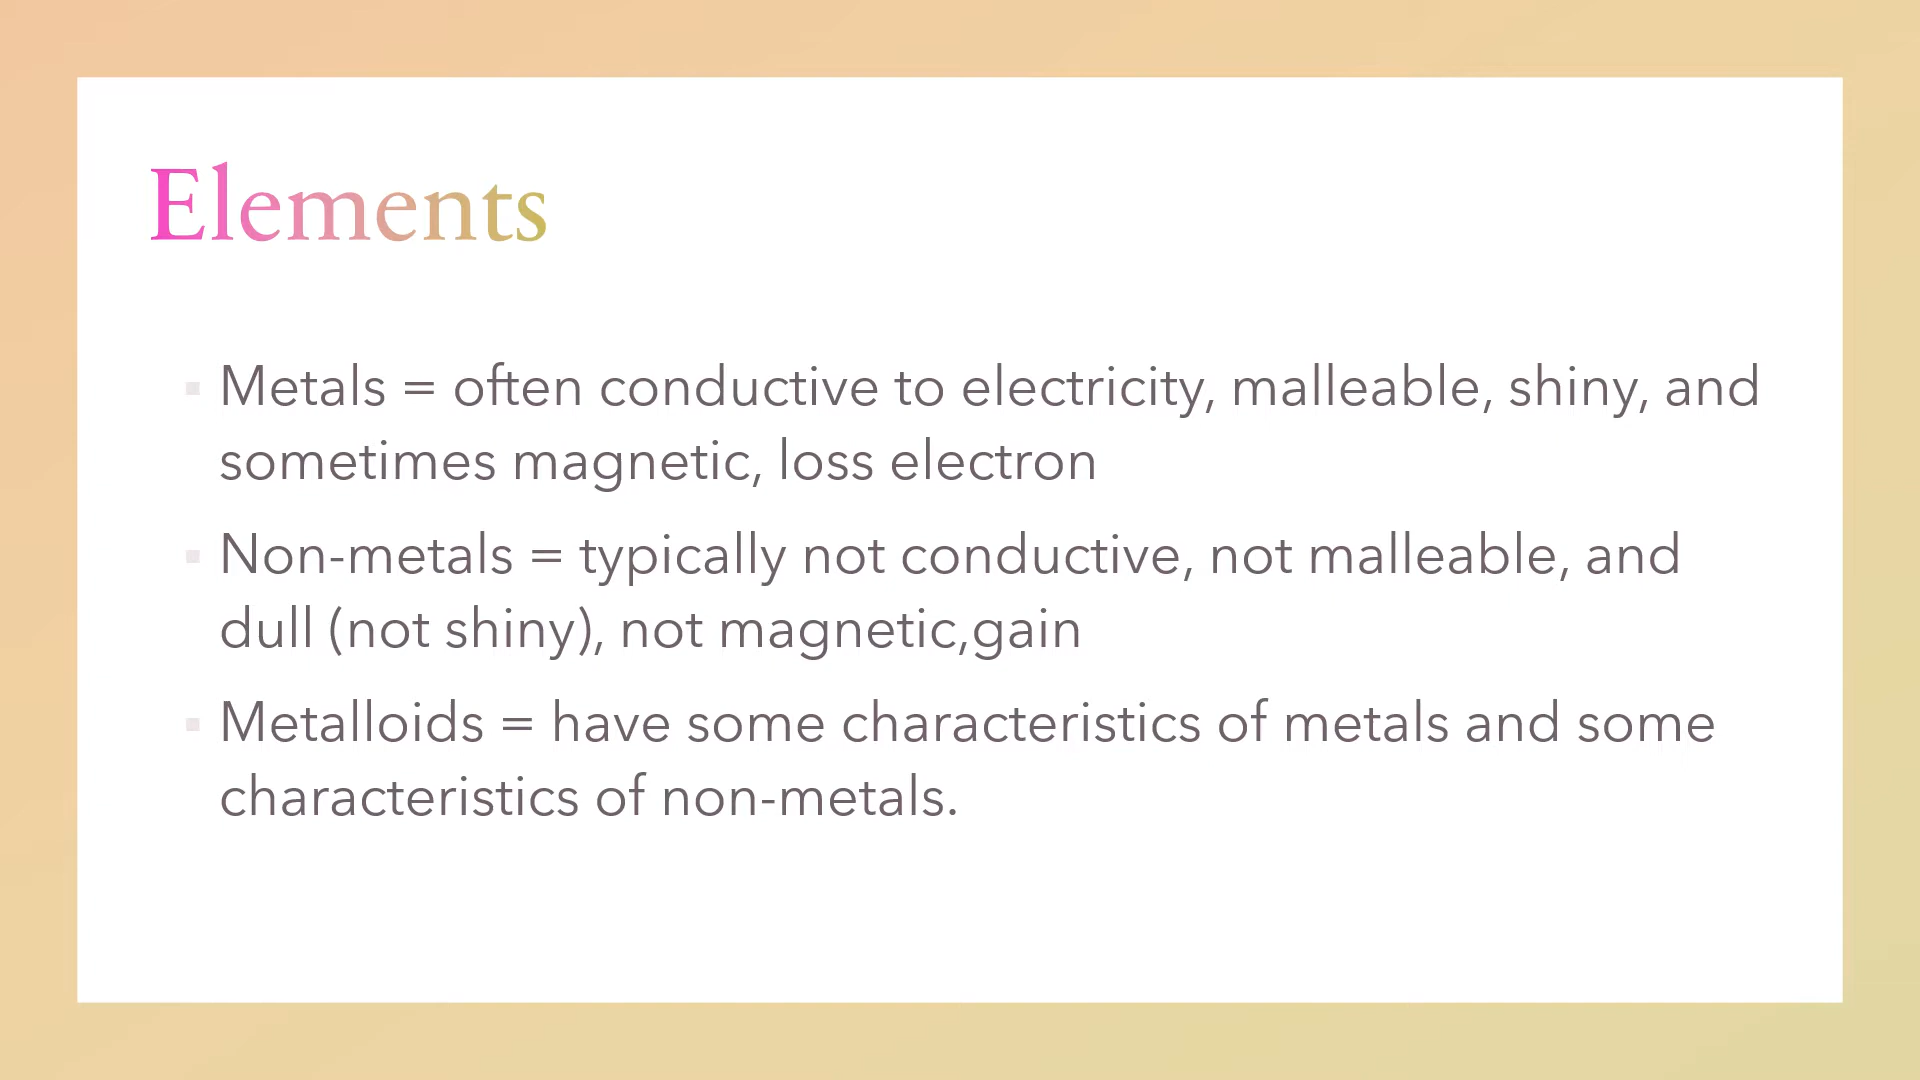 Elements
Metals = often conductive to electricity, malleable, shiny, and
sometimes magnetic, loss electron
Non-metals = typically not conductive, not malleable, and
dull (not shiny), not magnetic,gain
Metalloids = have some characteristics of metals and some
characteristics of non-metals.